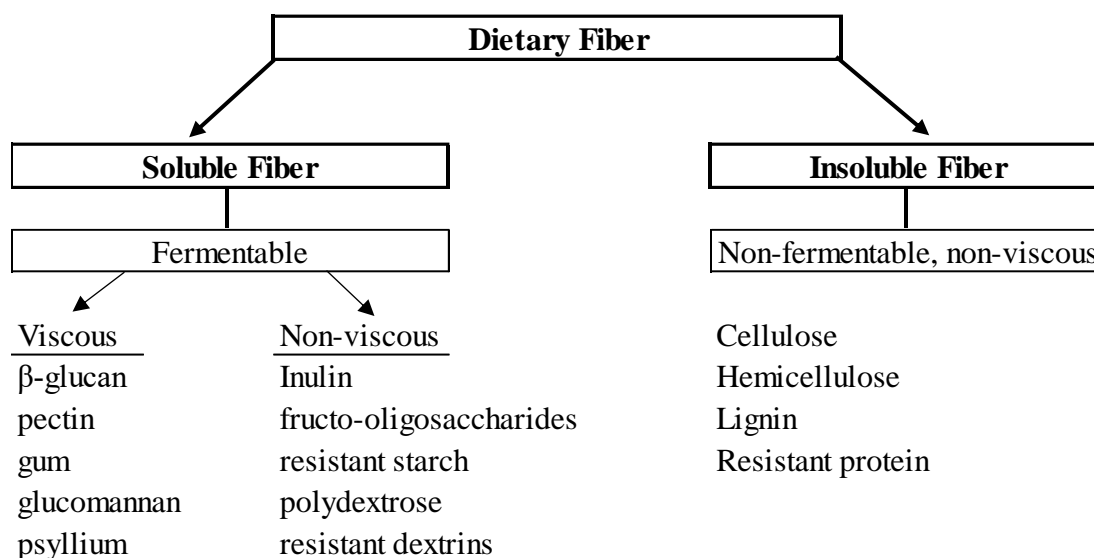 Dietary Fiber
Soluble Fiber
Insoluble Fiber
Fermentable
Non-fermentable, non-viscous
Viscous
β-glucan
pectin
gum
glucomannan
psyllium
Non-viscous
Inulin
fructo-oligosaccharides
resistant starch
polydextrose
resistant dextrins
Cellulose
Hemicellulose
Lignin
Resistant protein